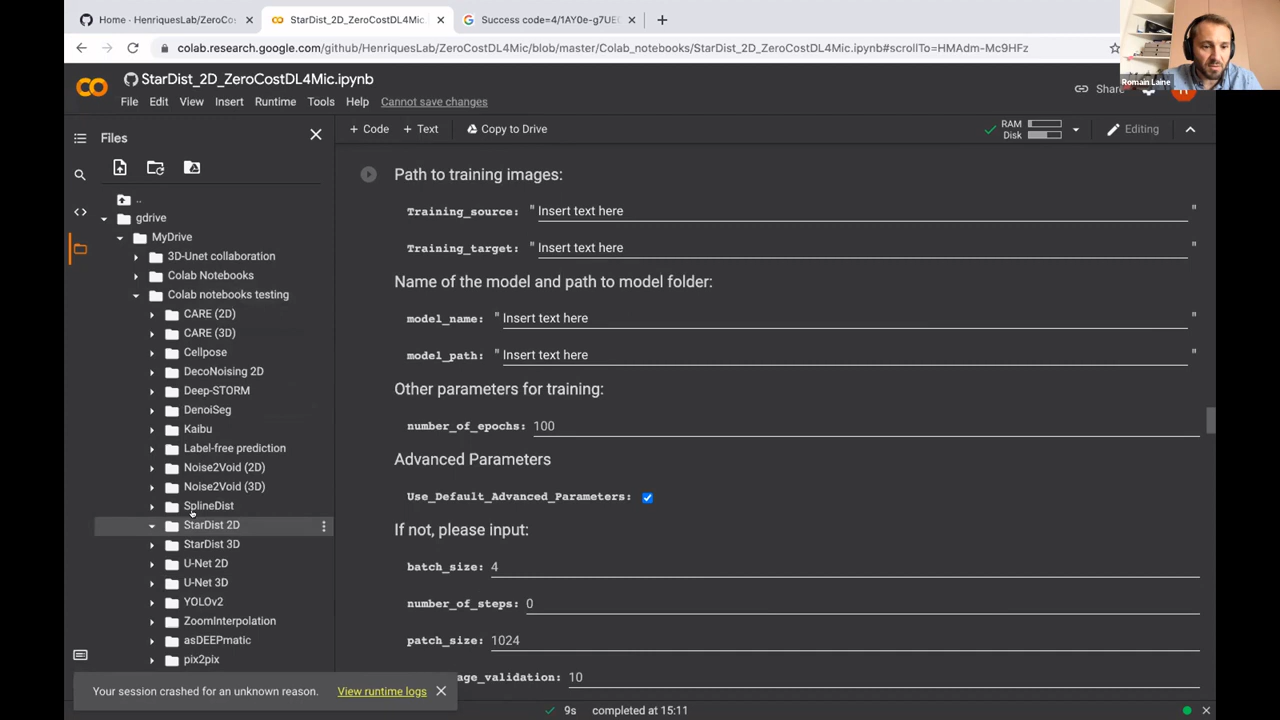 Home - HenriquesLab/ZeroCos
StarDist_2D_ZeroCostDL4Mic.i
Success code=4/1AY0e-g7UE
colab.research.google.com/github/HenriquesLab/ZeroCostDL4Mic/blob/master/Colab_notebooks/StarDist_2D_ZeroCostDL4Mic.ipynb#scrollTo=HMAdm-Mc9HFz
Romain Laine
StarDist_2D_ZeroCostDL4Mic.ipynb
File Edit View Insert Runtime Tools Help Cannot save changes
Share
Files
+ Code + Text Copy to Drive
RAM
Disk
Editing
..
gdrive
MyDrive
3D-Unet collaboration
Colab Notebooks
Colab notebooks testing
CARE (2D)
CARE (3D)
Cellpose
DecoNoising 2D
Deep-STORM
DenoiSeg
Kaibu
Label-free prediction
Noise2Void (2D)
Noise2Void (3D)
SplineDist
StarDist 2D
StarDist 3D
U-Net 2D
U-Net 3D
YOLOv2
ZoomInterpolation
asDEEPmatic
pix2pix
Path to training images:
Training_source: " Insert text here "
Training_target: " Insert text here "
Name of the model and path to model folder:
model_name: " Insert text here "
model_path: " Insert text here "
Other parameters for training:
number_of_epochs: 100
Advanced Parameters
Use_Default_Advanced_Parameters:
If not, please input:
batch_size: 4
number_of_steps: 0
patch_size: 1024
age_validation: 10
Your session crashed for an unknown reason. View runtime logs
9s completed at 15:11